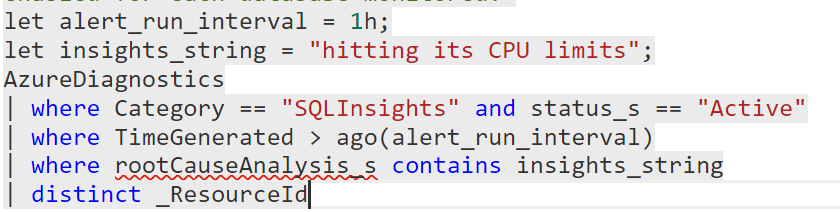 let alert_run_interval = 1h;
let insights_string = "hitting its CPU limits";
AzureDiagnostics
| where Category == "SQLInsights" and status_s == "Active"
| where TimeGenerated > ago(alert_run_interval)
| where rootCauseAnalysis_s contains insights_string
| distinct _ResourceId